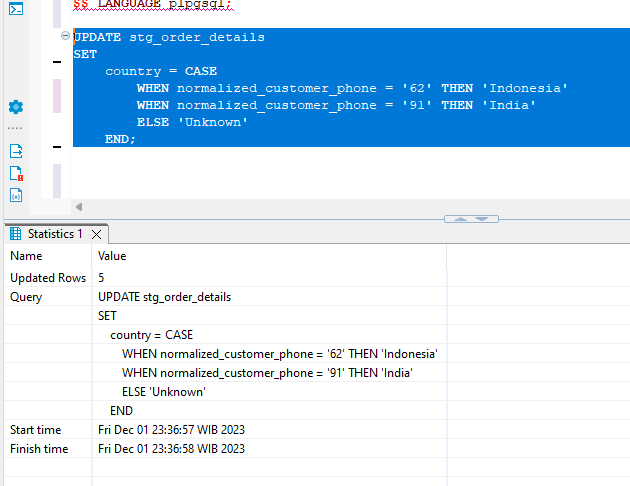 $$ LANGUAGE plpgsql;
UPDATE stg_order_details
SET
country = CASE
WHEN normalized_customer_phone = '62' THEN 'Indonesia'
WHEN normalized_customer_phone = '91' THEN 'India'
ELSE 'Unknown'
END;
Statistics 1
Name Value
Updated Rows 5
Query UPDATE stg_order_details
SET
country = CASE
WHEN normalized_customer_phone = '62' THEN 'Indonesia'
WHEN normalized_customer_phone = '91' THEN 'India'
ELSE 'Unknown'
END
Start time Fri Dec 01 23:36:57 WIB 2023
Finish time Fri Dec 01 23:36:58 WIB 2023